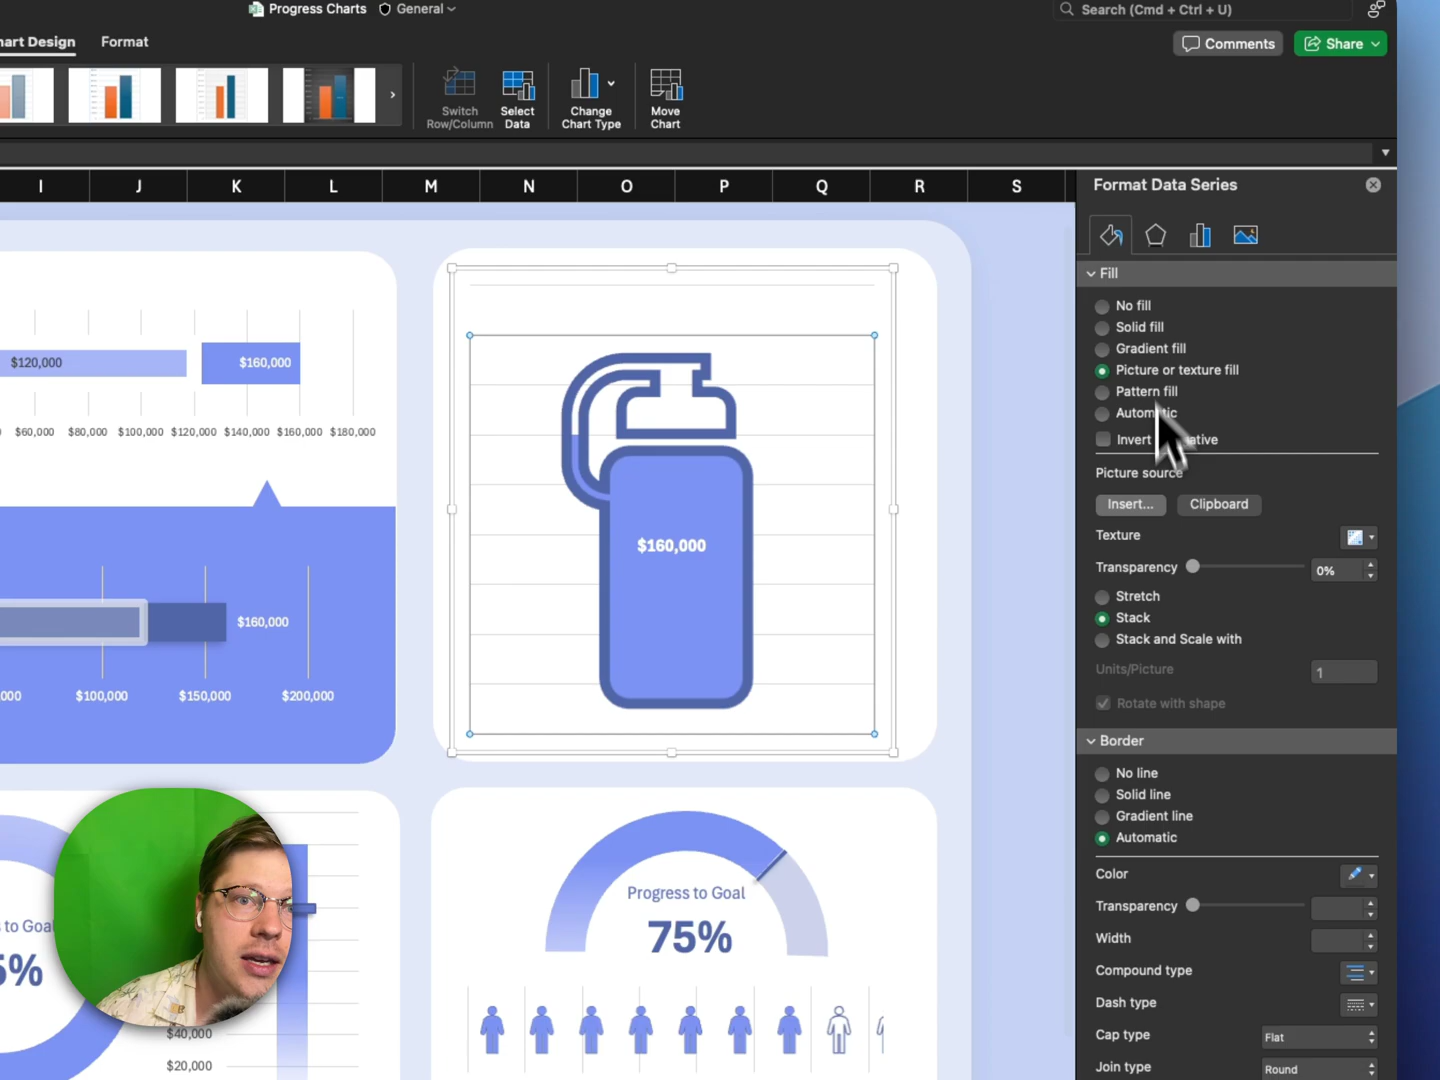 Progress Charts
General
Search (Cmd + Ctrl + U)
hart Design
Format
Comments
Share
Switch
Row/Column
Select
Data
Change
Chart Type
Move
Chart
I
J
K
L
M
N
O
P
Q
R
S
$120,000
$160,000
$60,000
$80,000
$100,000
$120,000
$140,000
$160,000
$180,000
$160,000
$100,000
$150,000
$200,000
$160,000
Progress to Goal
75%
to Goal
5%
$40,000
$20,000
Format Data Series
Fill
No fill
Solid fill
Gradient fill
Picture or texture fill
Pattern fill
Automatic
Invert
Picture source
Insert...
Clipboard
Texture
Transparency
0%
Stretch
Stack
Stack and Scale with
Units/Picture
1
Rotate with shape
Border
No line
Solid line
Gradient line
Automatic
Color
Transparency
Width
Compound type
Dash type
Cap type
Flat
Join type
Round